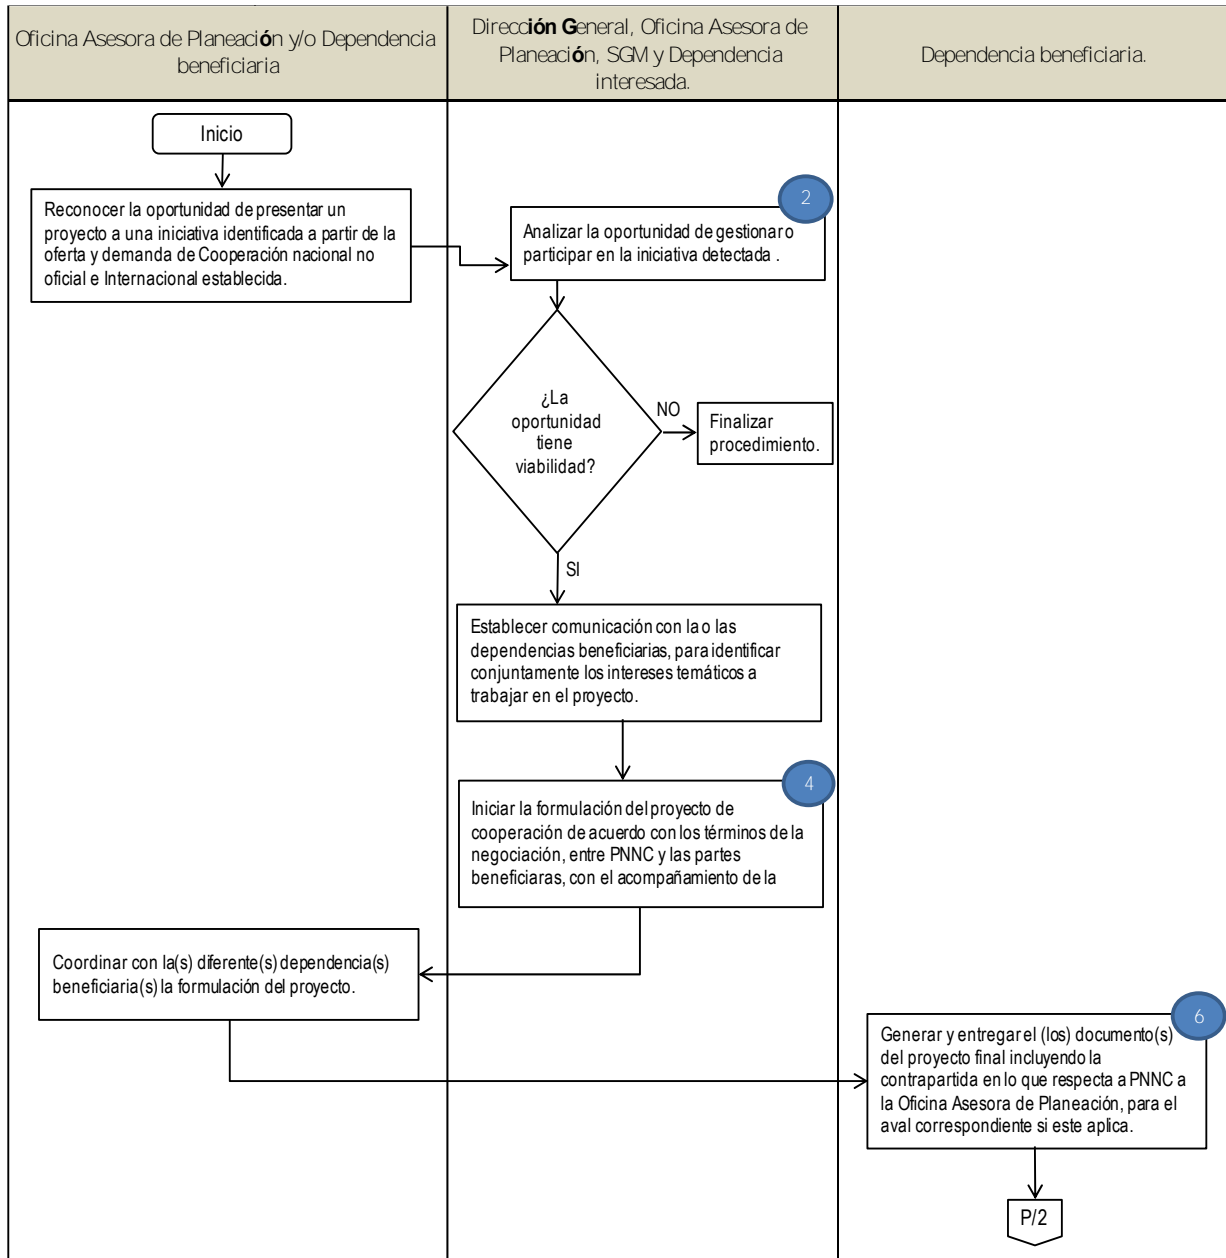 Oficina Asesora de Planeación y/o Dependencia
beneficiaria
Dirección General, Oficina Asesora de
Planeación, SGM y Dependencia
interesada.
Dependencia beneficiaria.
Inicio
Reconocer la oportunidad de presentar un
proyecto a una iniciativa identificada a partir de la
oferta y demanda de Cooperación nacional no
oficial e Internacional establecida.
2
Analizar la oportunidad de gestionar o
participar en la iniciativa detectada .
¿La
oportunidad
tiene
viabilidad?
NO
Finalizar
procedimiento.
SI
Establecer comunicación con la o las
dependencias beneficiarias, para identificar
conjuntamente los intereses temáticos a
trabajar en el proyecto.
4
Iniciar la formulación del proyecto de
cooperación de acuerdo con los términos de la
negociación, entre PNNC y las partes
beneficiaras, con el acompañamiento de la
Coordinar con la(s) diferente(s) dependencia(s)
beneficiaria(s) la formulación del proyecto.
6
Generar y entregar el (los) documento(s)
del proyecto final incluyendo la
contrapartida en lo que respecta a PNNC a
la Oficina Asesora de Planeación, para el
aval correspondiente si este aplica.
P/2